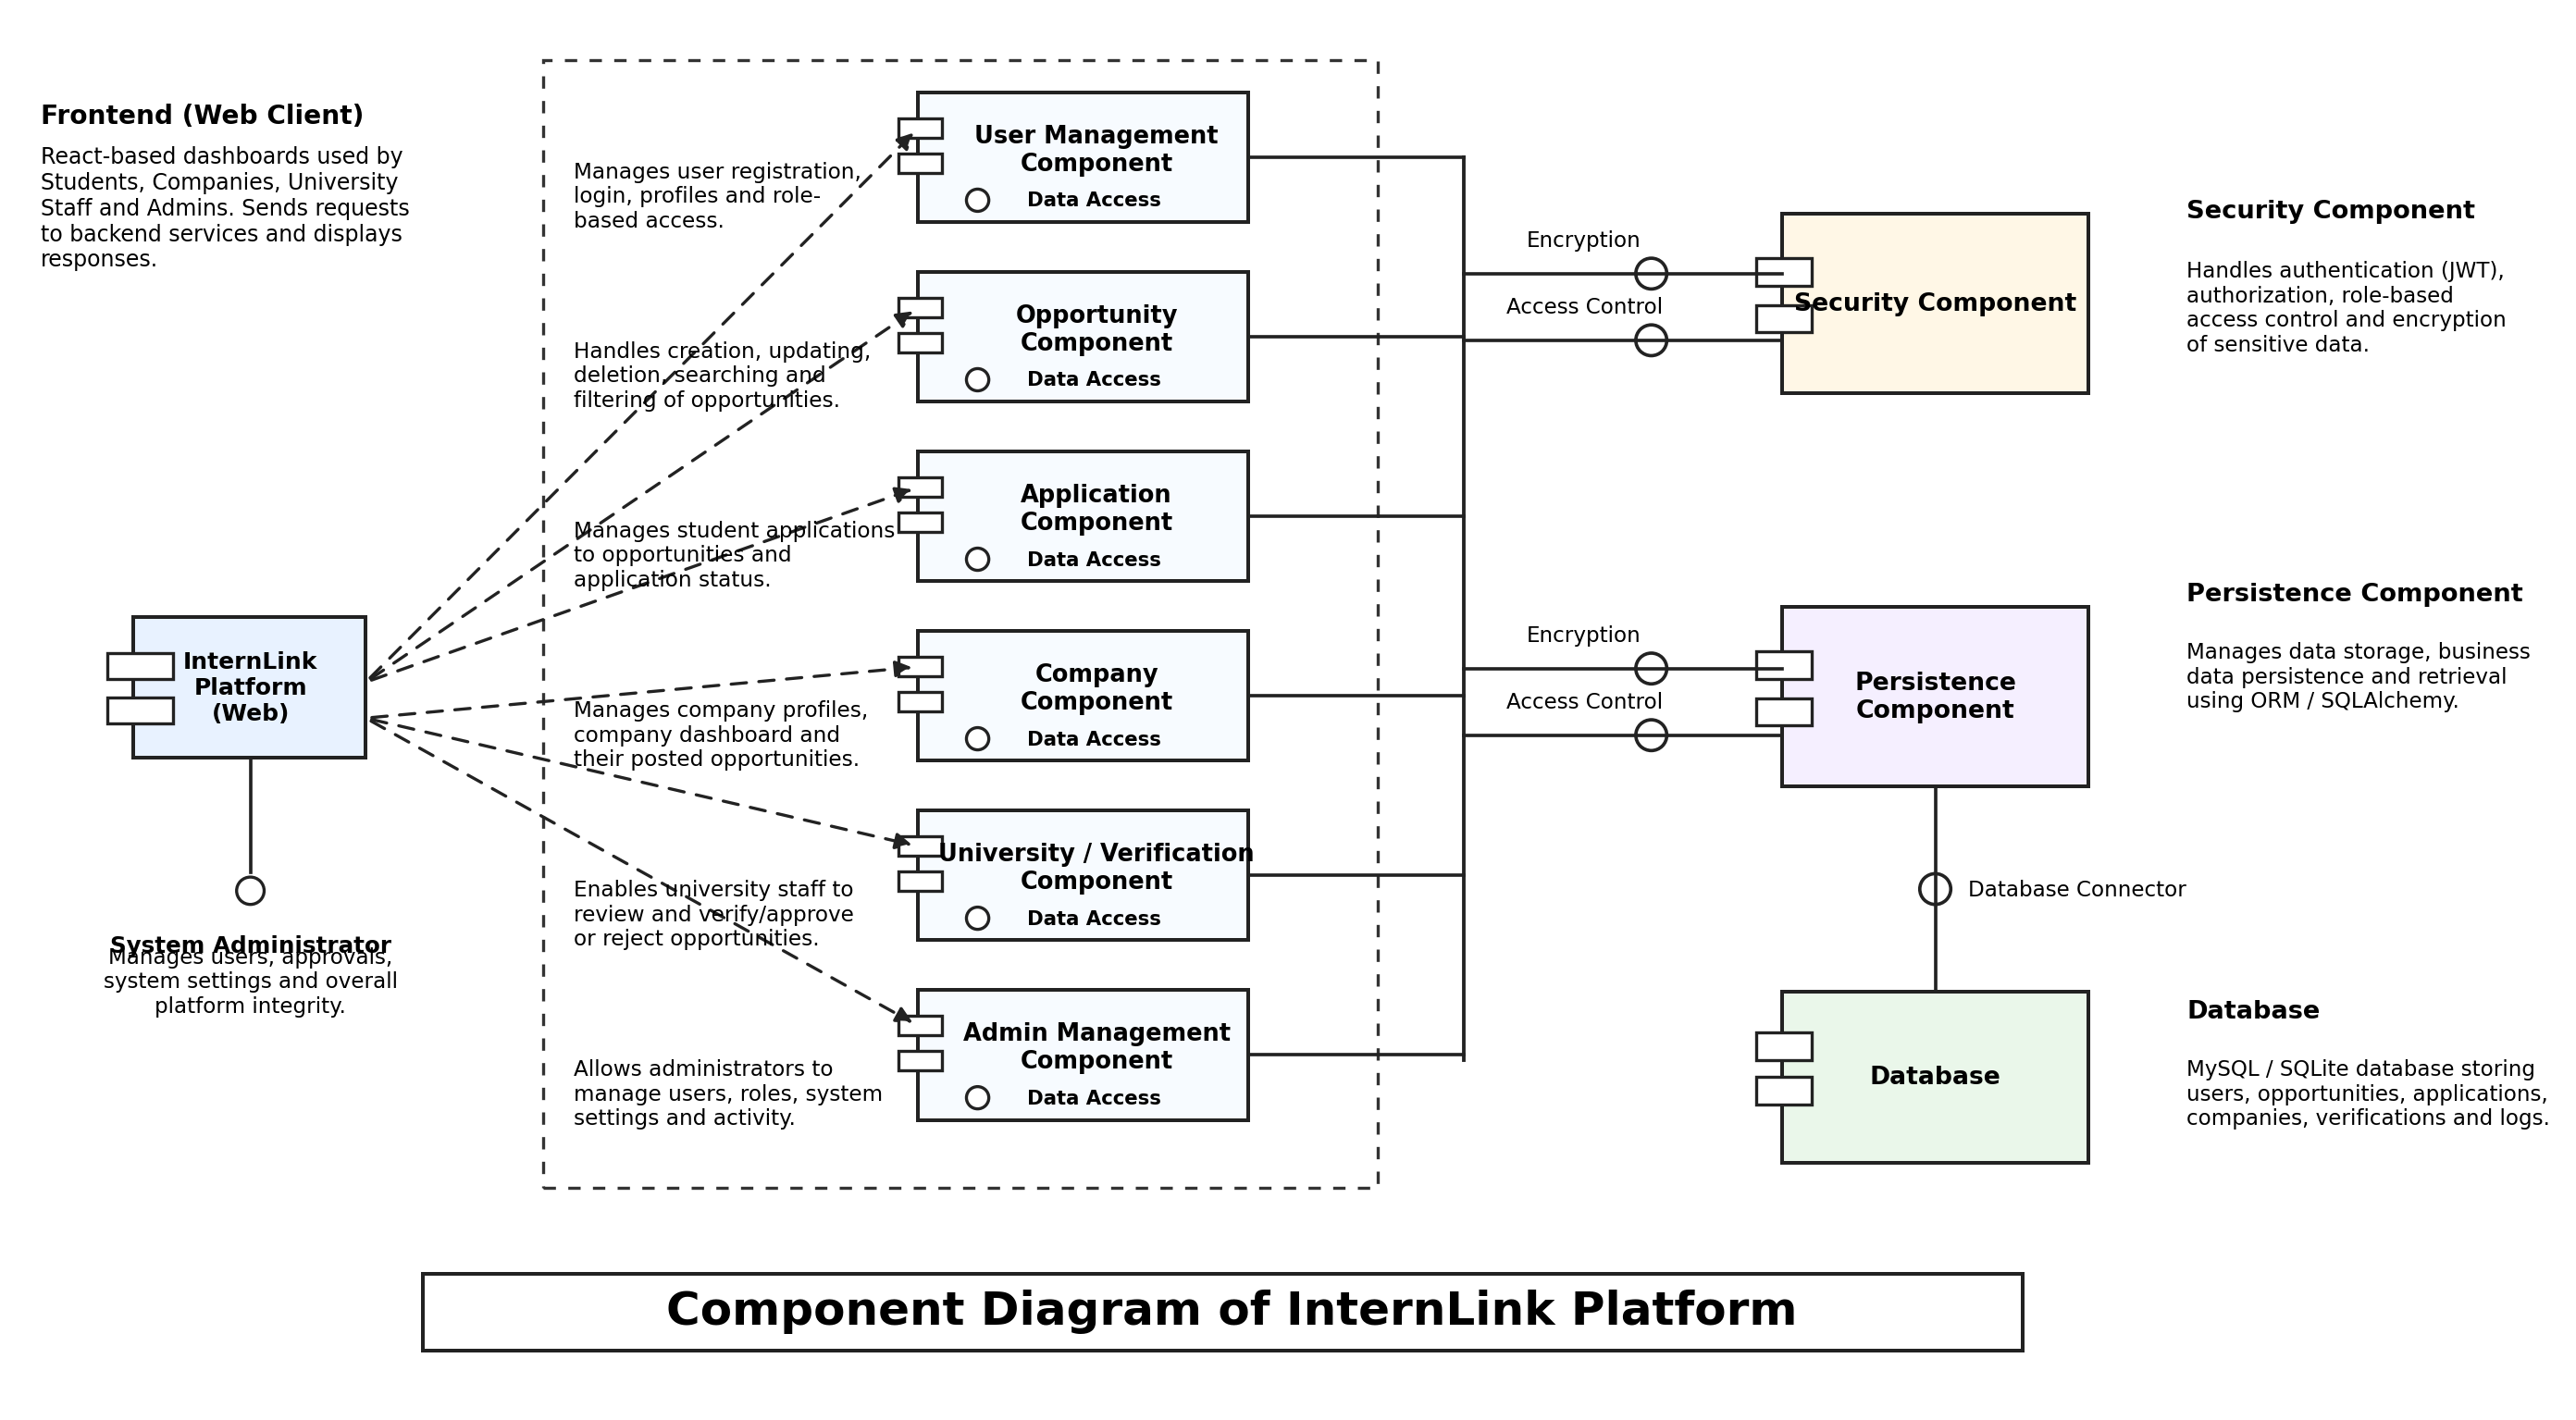 Frontend (Web Client)
React-based dashboards used by
Students, Companies, University
Staff and Admins. Sends requests
to backend services and displays
responses.
InternLink
Platform
(Web)
System Administrator
Manages users, approvals,
system settings and overall
platform integrity.
Manages user registration,
login, profiles and role-
based access.
User Management
Component
Data Access
Handles creation, updating,
deletion, searching and
filtering of opportunities.
Opportunity
Component
Data Access
Manages student applications
to opportunities and
application status.
Application
Component
Data Access
Manages company profiles,
company dashboard and
their posted opportunities.
Company
Component
Data Access
Enables university staff to
review and verify/approve
or reject opportunities.
University / Verification
Component
Data Access
Allows administrators to
manage users, roles, system
settings and activity.
Admin Management
Component
Data Access
Encryption
Access Control
Security Component
Security Component
Handles authentication (JWT),
authorization, role-based
access control and encryption
of sensitive data.
Encryption
Access Control
Persistence
Component
Persistence Component
Manages data storage, business
data persistence and retrieval
using ORM / SQLAlchemy.
Database Connector
Database
Database
MySQL / SQLite database storing
users, opportunities, applications,
companies, verifications and logs.
Component Diagram of InternLink Platform